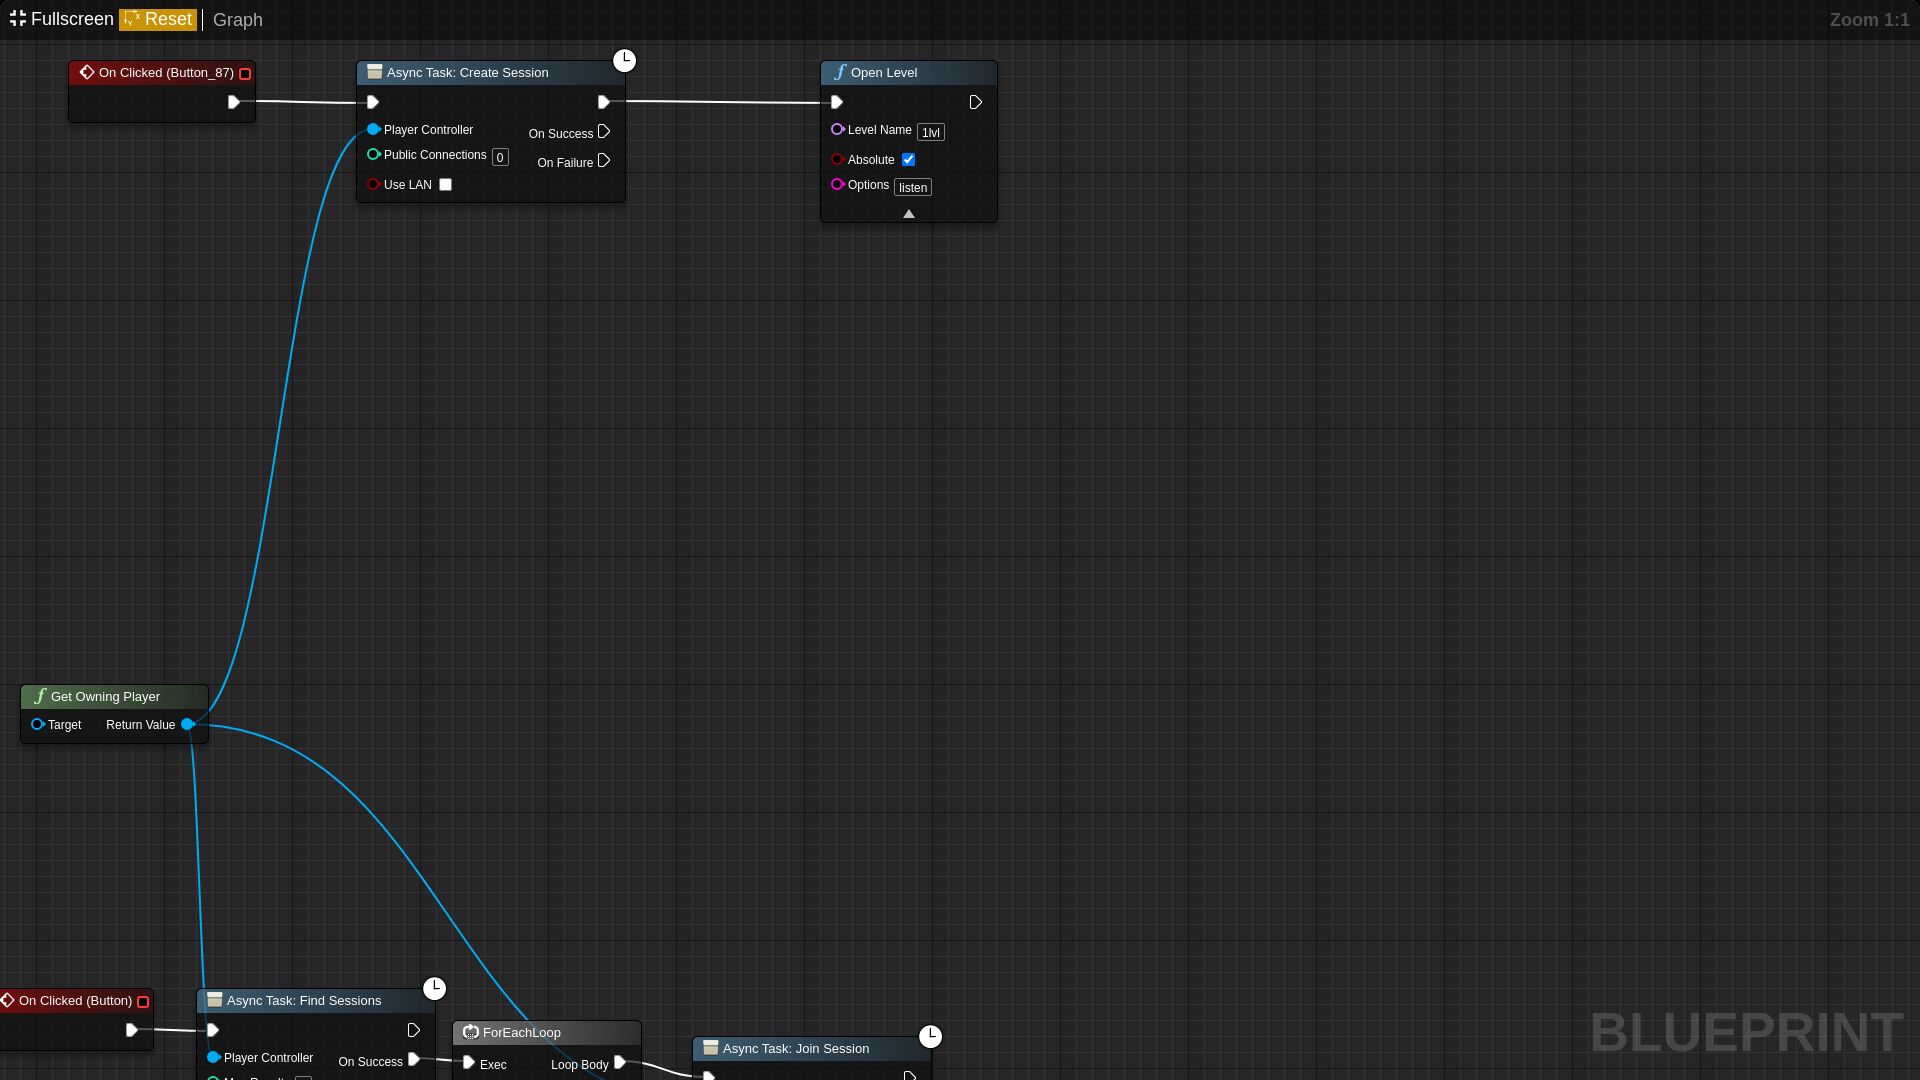 Fullscreen Reset Graph Zoom 1:1
On Clicked (Button_87)
Async Task: Create Session
Player Controller
Public Connections 0
Use LAN
On Success
On Failure
Open Level
Level Name 1lvl
Absolute
Options listen
Get Owning Player
Target Return Value
On Clicked (Button)
Async Task: Find Sessions
Player Controller
On Success
ForEachLoop
Exec Loop Body
Async Task: Join Session
BLUEPRINT